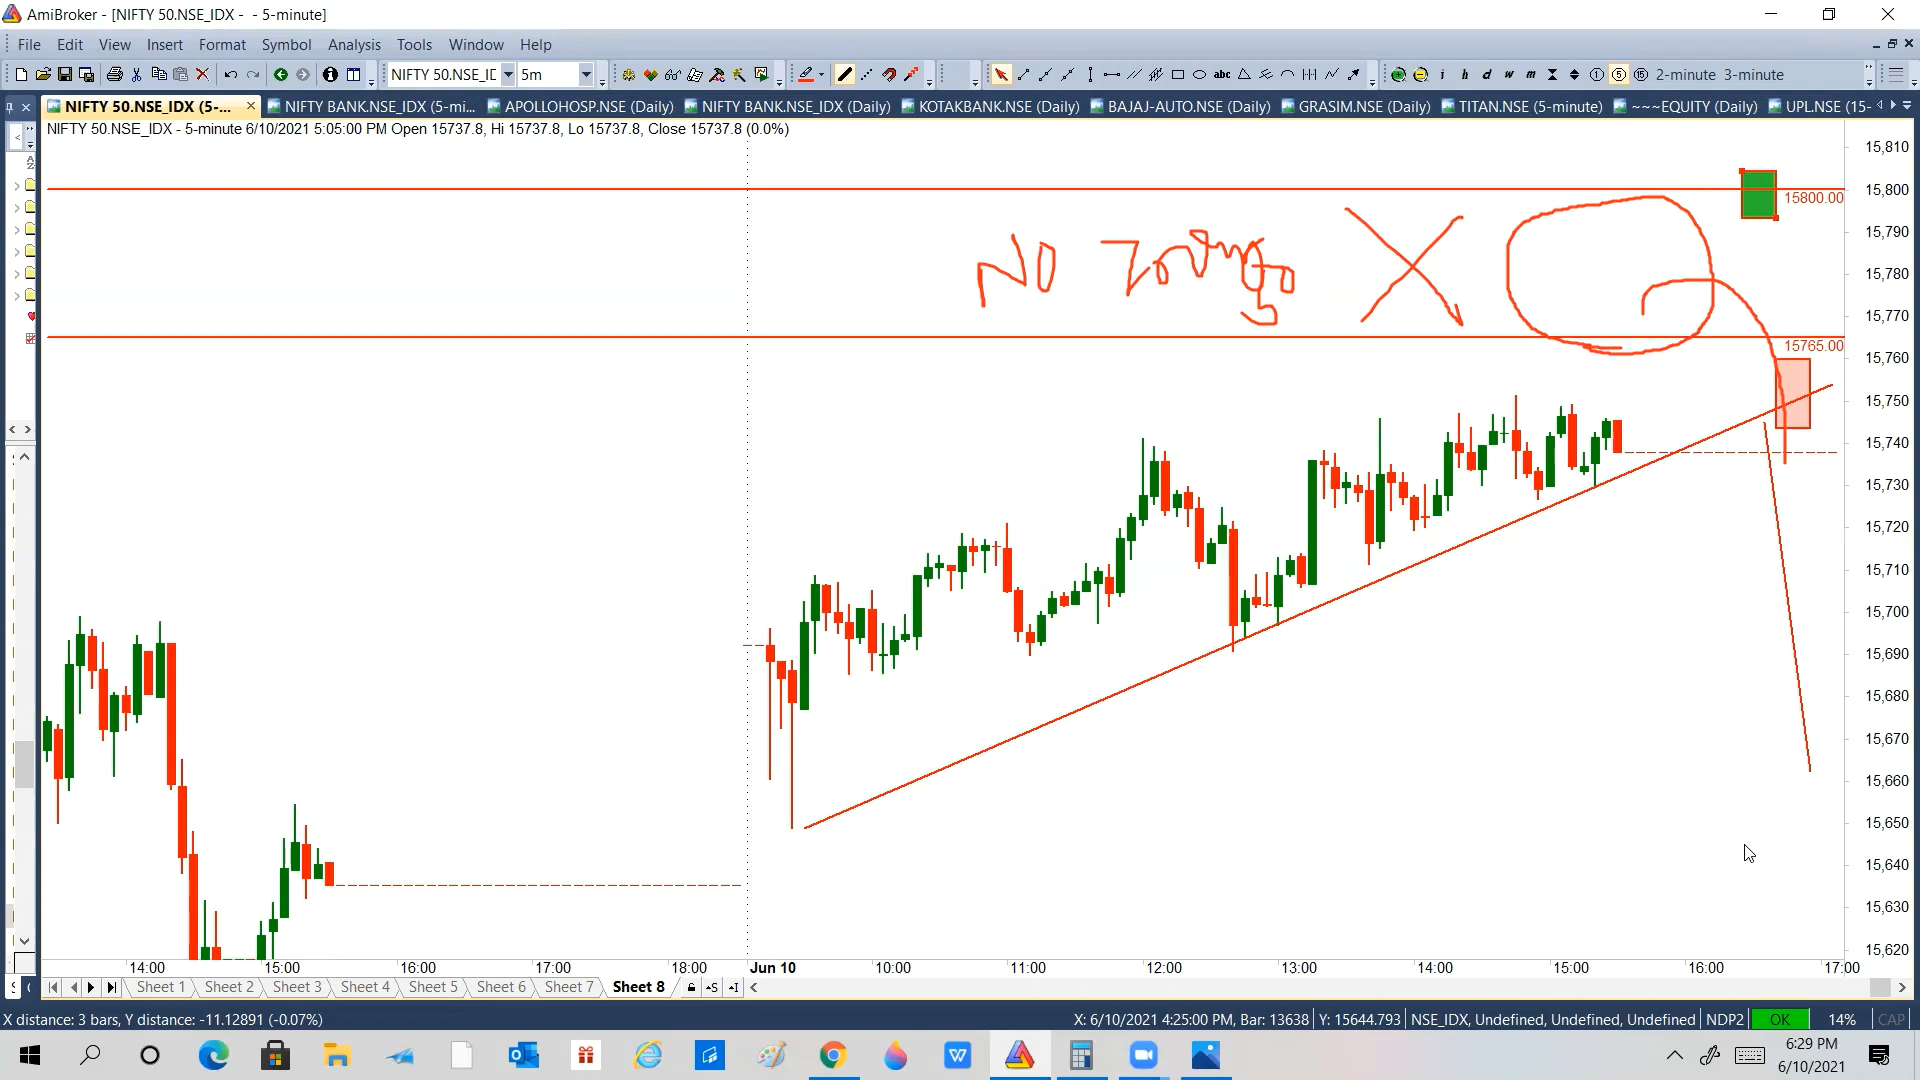 AmiBroker - [NIFTY 50.NSE_IDX - - 5-minute]
File Edit View Insert Format Symbol Analysis Tools Window Help
NIFTY 50.NSE_IE 5m abc i h d w m 1 5 15 2-minute 3-minute
NIFTY 50.NSE_IDX (5-... NIFTY BANK.NSE_IDX (5-mi... APOLLOHOSP.NSE (Daily) NIFTY BANK.NSE_IDX (Daily) KOTAKBANK.NSE (Daily) BAJAJ-AUTO.NSE (Daily) GRASIM.NSE (Daily) TITAN.NSE (5-minute) ~~~EQUITY (Daily) UPL.NSE (15-
NIFTY 50.NSE_IDX - 5-minute 6/10/2021 5:05:00 PM Open 15737.8, Hi 15737.8, Lo 15737.8, Close 15737.8 (0.0%)
15,810
15,800
15800.00
15,790
No
15,780
15,770
15765.00
15,760
15,750
15,740
15,730
15,720
15,710
15,700
15,690
15,680
15,670
15,660
15,650
15,640
15,630
15,620
14:00 15:00 16:00 17:00 18:00 Jun 10 10:00 11:00 12:00 13:00 14:00 15:00 16:00 17:00
Sheet 1 Sheet 2 Sheet 3 Sheet 4 Sheet 5 Sheet 6 Sheet 7 Sheet 8
X distance: 3 bars, Y distance: -11.12891 (-0.07%) X: 6/10/2021 4:25:00 PM, Bar: 13638 Y: 15644.793 NSE_IDX, Undefined, Undefined, Undefined NDP2 OK 14% CAP
6:29 PM
6/10/2021